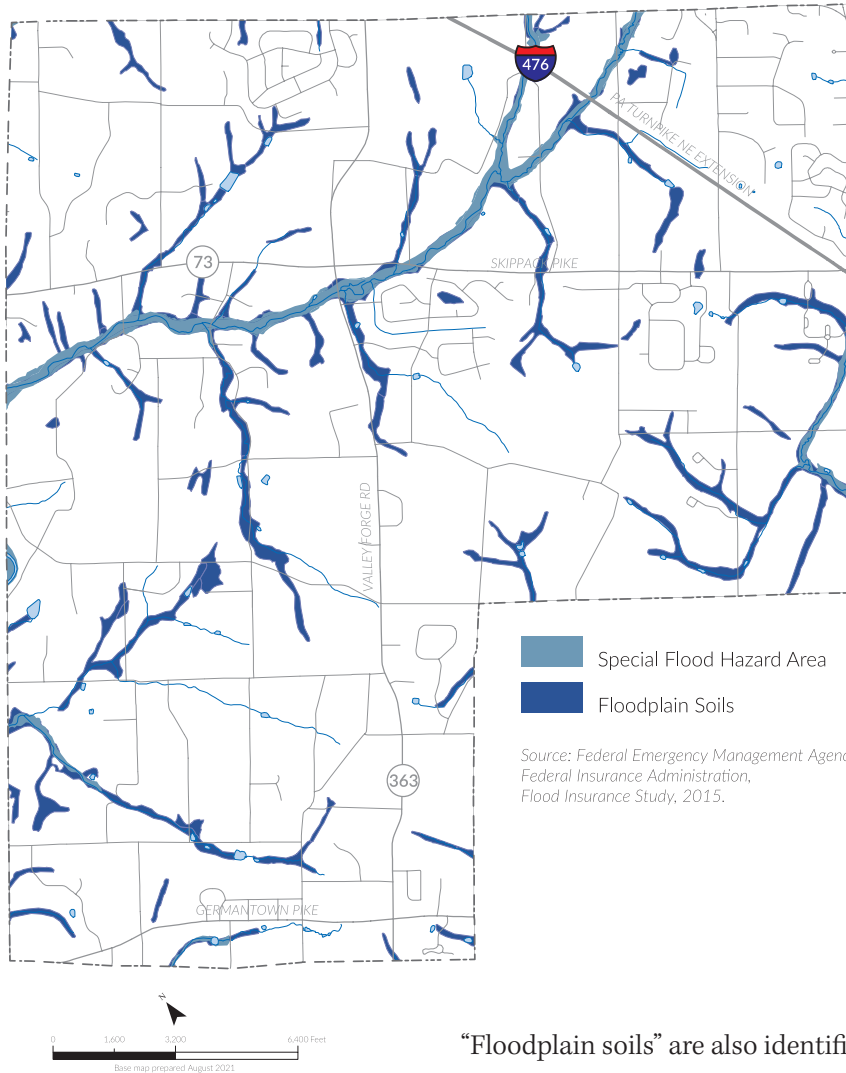 476
PA TURNPIKE NE EXTENSION
73
SKIPPACK PIKE
VALLEY FORGE RD
Special Flood Hazard Area
Floodplain Soils
Source: Federal Emergency Management Agenc
Federal Insurance Administration,
Flood Insurance Study, 2015.
363
GERMANTOWN PIKE
N
0 1,600 3,200 6,400 Feet
Base map prepared August 2021
“Floodplain soils” are also identifi